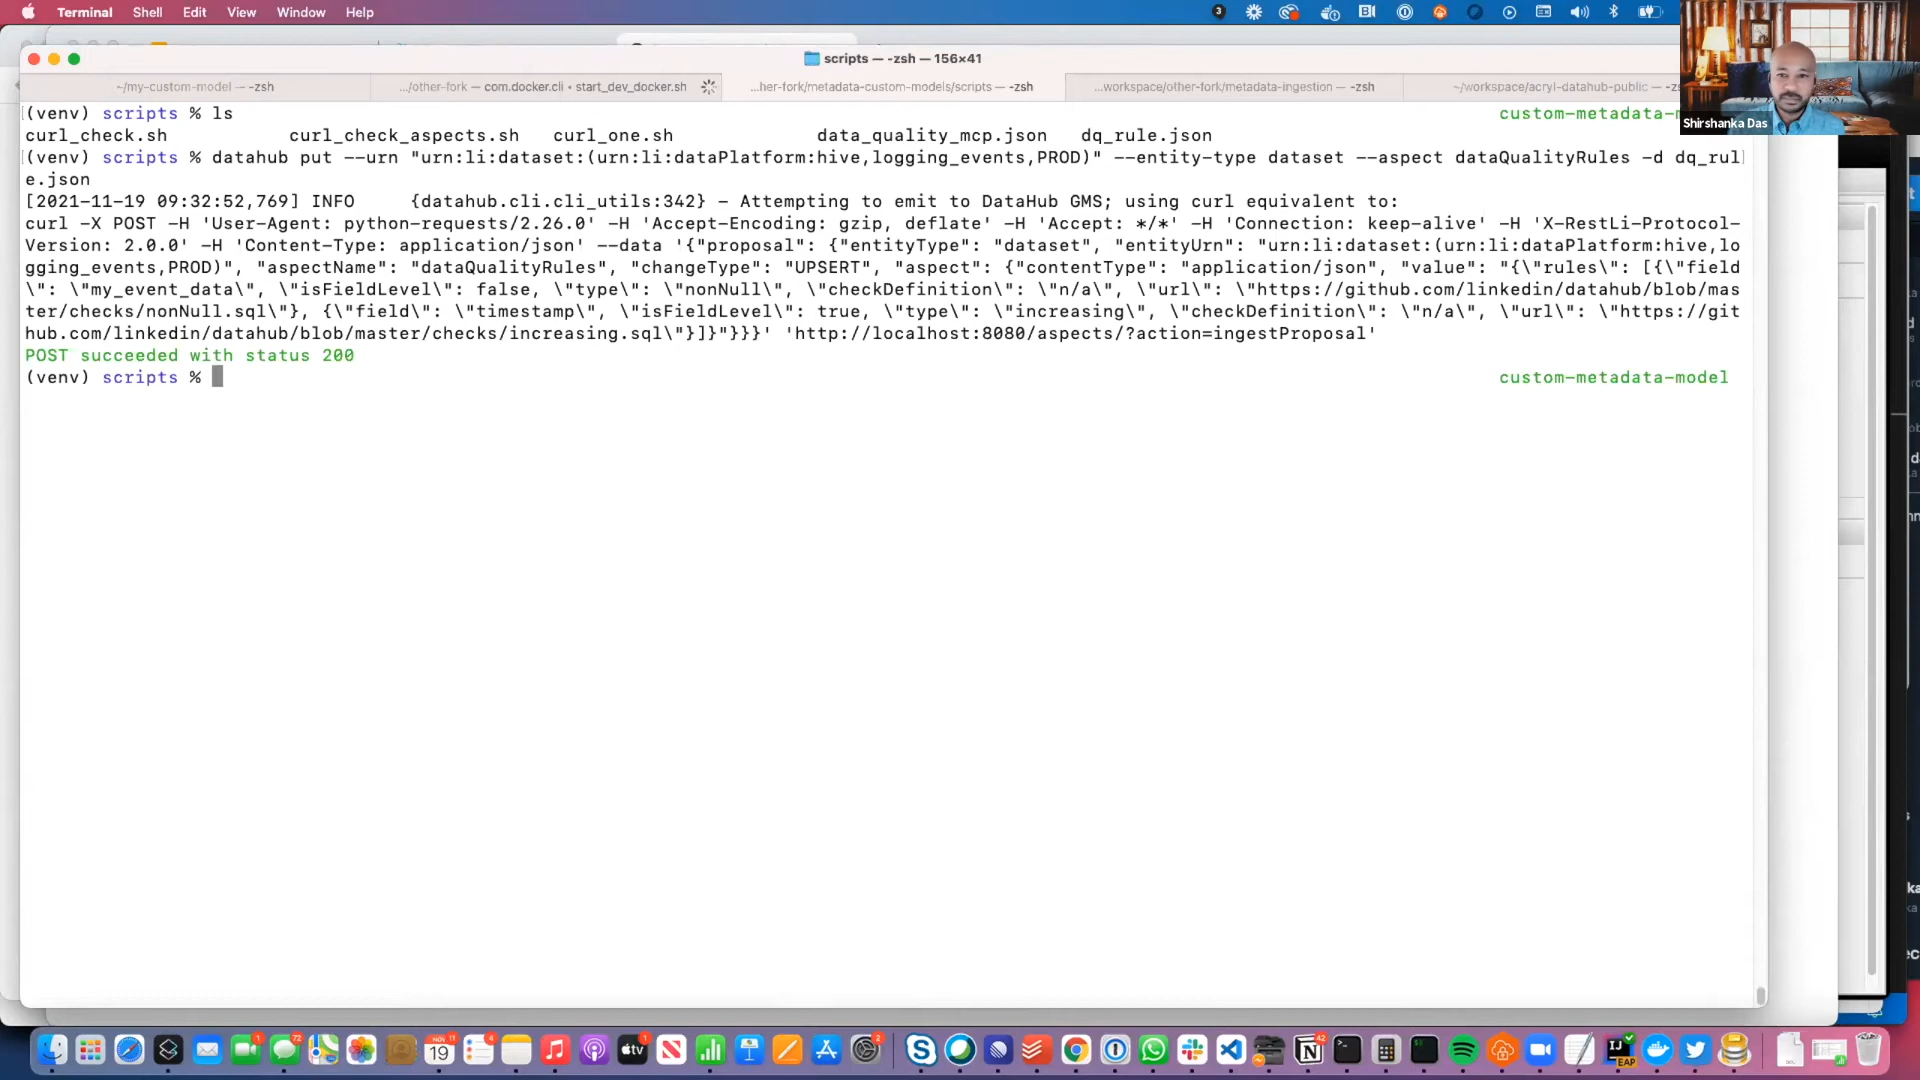 Terminal Shell Edit View Window Help
scripts — -zsh — 156×41
~/my-custom-model — -zsh
.../other-fork — com.docker.cli • start_dev_docker.sh
...her-fork/metadata-custom-models/scripts — -zsh
...workspace/other-fork/metadata-ingestion — -zsh
~/workspace/acryl-datahub-public — -zs
Shirshanka Das
(venv) scripts % ls custom-metadata-m
curl_check.sh curl_check_aspects.sh curl_one.sh data_quality_mcp.json dq_rule.json
(venv) scripts % datahub put --urn "urn:li:dataset:(urn:li:dataPlatform:hive,logging_events,PROD)" --entity-type dataset --aspect dataQualityRules -d dq_rul
e.json
[2021-11-19 09:32:52,769] INFO {datahub.cli.cli_utils:342} - Attempting to emit to DataHub GMS; using curl equivalent to:
curl -X POST -H 'User-Agent: python-requests/2.26.0' -H 'Accept-Encoding: gzip, deflate' -H 'Accept: */*' -H 'Connection: keep-alive' -H 'X-RestLi-Protocol-
Version: 2.0.0' -H 'Content-Type: application/json' --data '{"proposal": {"entityType": "dataset", "entityUrn": "urn:li:dataset:(urn:li:dataPlatform:hive,lo
gging_events,PROD)", "aspectName": "dataQualityRules", "changeType": "UPSERT", "aspect": {"contentType": "application/json", "value": "{\"rules\": [{\"field
\": \"my_event_data\", \"isFieldLevel\": false, \"type\": \"nonNull\", \"checkDefinition\": \"n/a\", \"url\": \"https://github.com/linkedin/datahub/blob/mas
ter/checks/nonNull.sql\"}, {\"field\": \"timestamp\", \"isFieldLevel\": true, \"type\": \"increasing\", \"checkDefinition\": \"n/a\", \"url\": \"https://git
hub.com/linkedin/datahub/blob/master/checks/increasing.sql\"}]}"}}}' 'http://localhost:8080/aspects/?action=ingestProposal'
POST succeeded with status 200
(venv) scripts % custom-metadata-model
NOV
19
tv
IJ
EAP